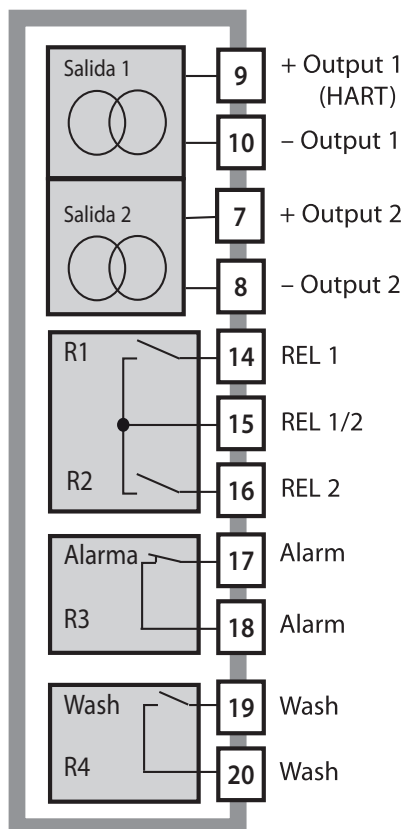 Salida 1
9 + Output 1
(HART)
10 – Output 1
Salida 2
7 + Output 2
8 – Output 2
R1
14 REL 1
15 REL 1/2
R2
16 REL 2
Alarma
17 Alarm
R3
18 Alarm
Wash
19 Wash
R4
20 Wash